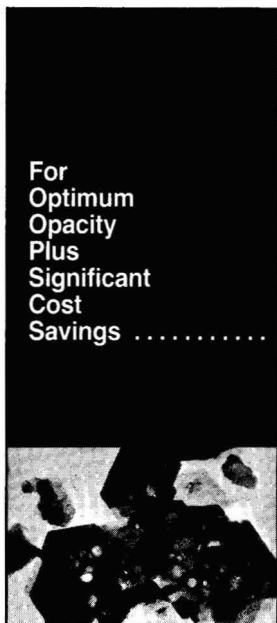 For
Optimum
Opacity
Plus
Significant
Cost
Savings ............